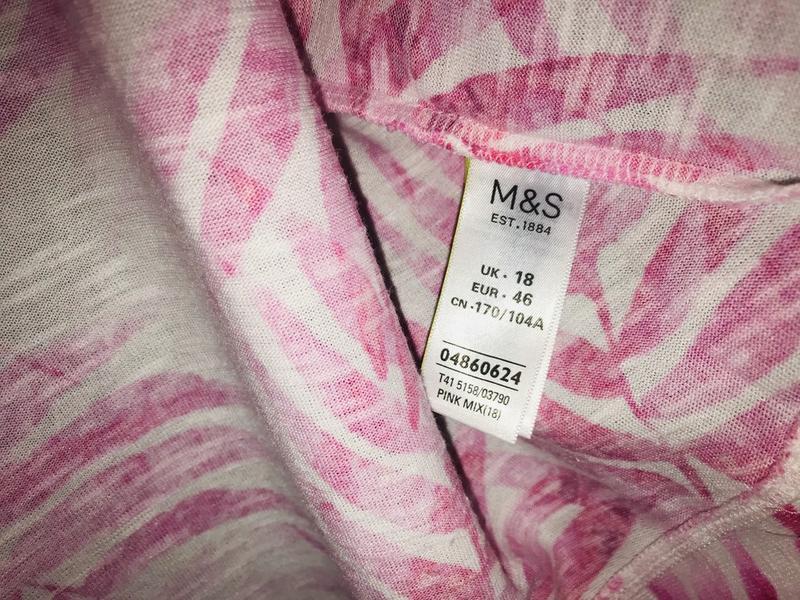 M&S
EST.1884
UK · 18
EUR · 46
CN ·170/104A
04860624
T41 5158/03790
PINK MIX(18)